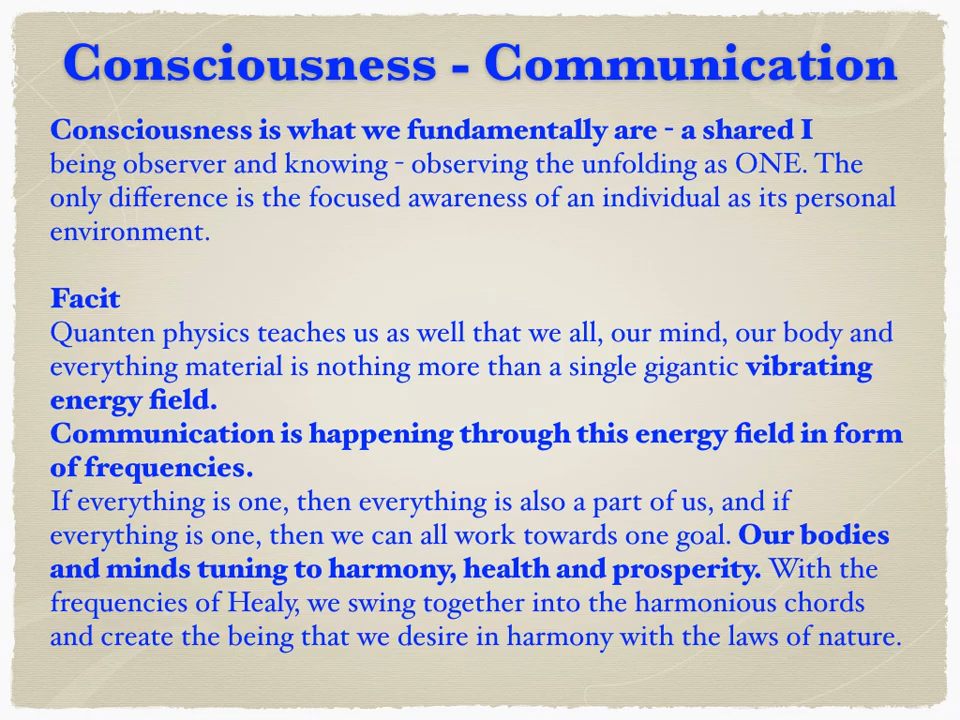 Consciousness - Communication
Consciousness is what we fundamentally are - a shared I
being observer and knowing - observing the unfolding as ONE. The
only difference is the focused awareness of an individual as its personal
environment.
Facit
Quanten physics teaches us as well that we all, our mind, our body and
everything material is nothing more than a single gigantic vibrating
energy field.
Communication is happening through this energy field in form
of frequencies.
If everything is one, then everything is also a part of us, and if
everything is one, then we can all work towards one goal. Our bodies
and minds tuning to harmony, health and prosperity. With the
frequencies of Healy, we swing together into the harmonious chords
and create the being that we desire in harmony with the laws of nature.